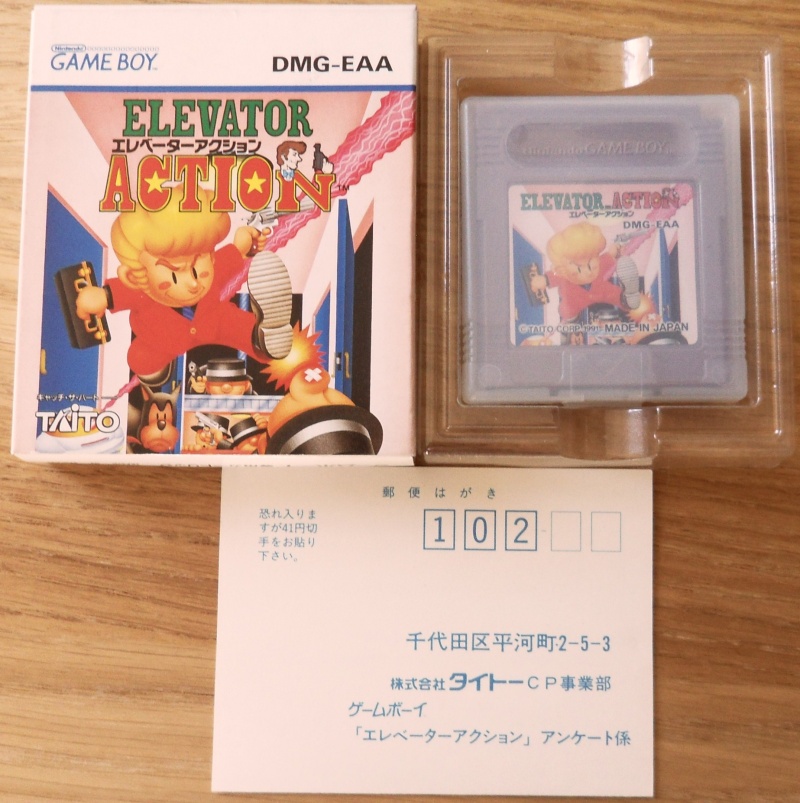 Nintendo
GAME BOY
DMG-EAA
ELEVATOR
エレベーターアクション
ACTION
TM
キャッチ・ザ・ハート
TAITO
Nintendo GAME BOY
ELEVATOR ACTION
エレベーターアクション
DMG-EAA
©TAITO CORP. 1991 MADE IN JAPAN
郵便はがき
恐れ入りま
すが41円切
手をお貼り
下さい。
102-
千代田区平河町2-5-3
株式会社タイトーCP事業部
ゲームボーイ
「エレベーターアクション」アンケート係